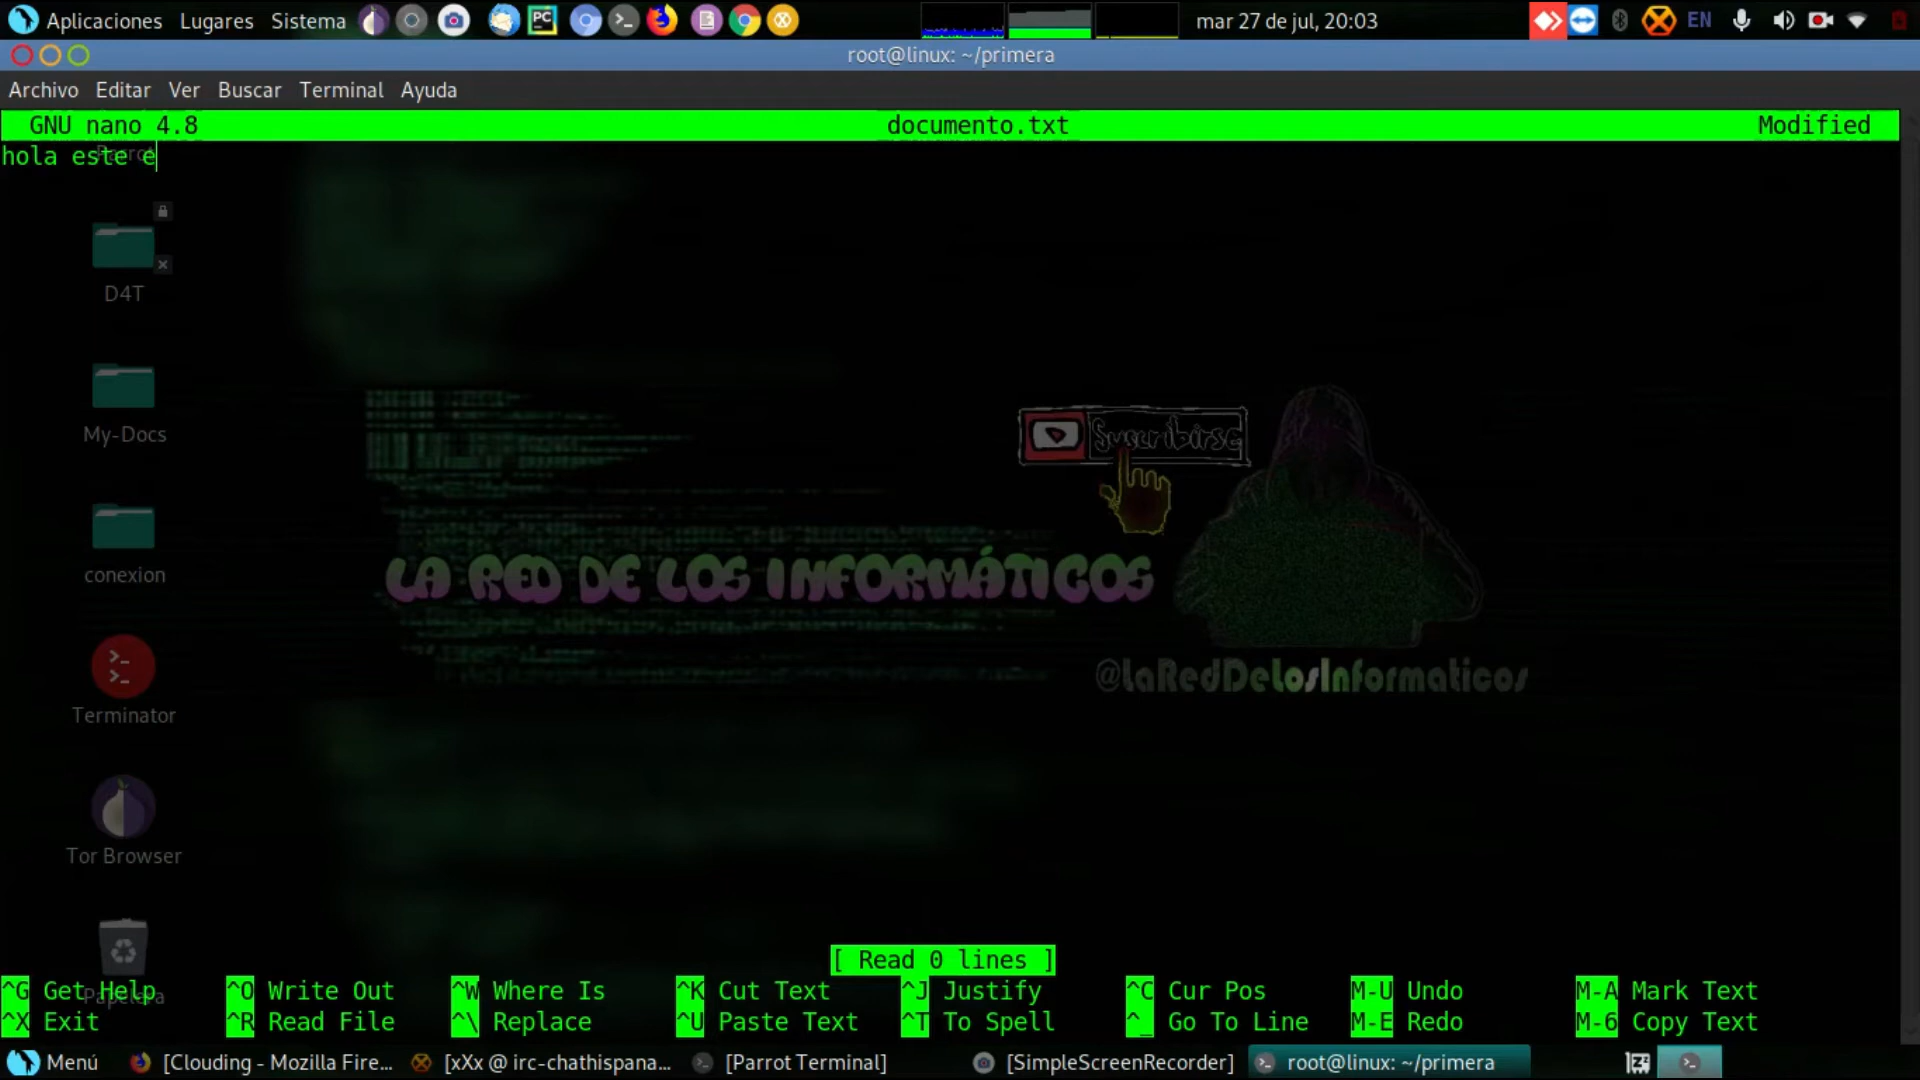 Aplicaciones Lugares Sistema PC mar 27 de jul, 20:03 EN
root@linux: ~/primera
Archivo Editar Ver Buscar Terminal Ayuda
GNU nano 4.8 documento.txt Modified
hola este e
Parrot
D4T
My-Docs
Suscribirse
conexion
LA RED DE LOS INFORMÁTICOS
@laRedDeLosInformaticos
Terminator
Tor Browser
Papelera
[ Read 0 lines ]
^G Get Help ^O Write Out ^W Where Is ^K Cut Text ^J Justify ^C Cur Pos M-U Undo M-A Mark Text
^X Exit ^R Read File ^\ Replace ^U Paste Text ^T To Spell ^_ Go To Line M-E Redo M-6 Copy Text
Menú [Clouding - Mozilla Fire... [xXx @ irc-chathispana... [Parrot Terminal] [SimpleScreenRecorder] root@linux: ~/primera